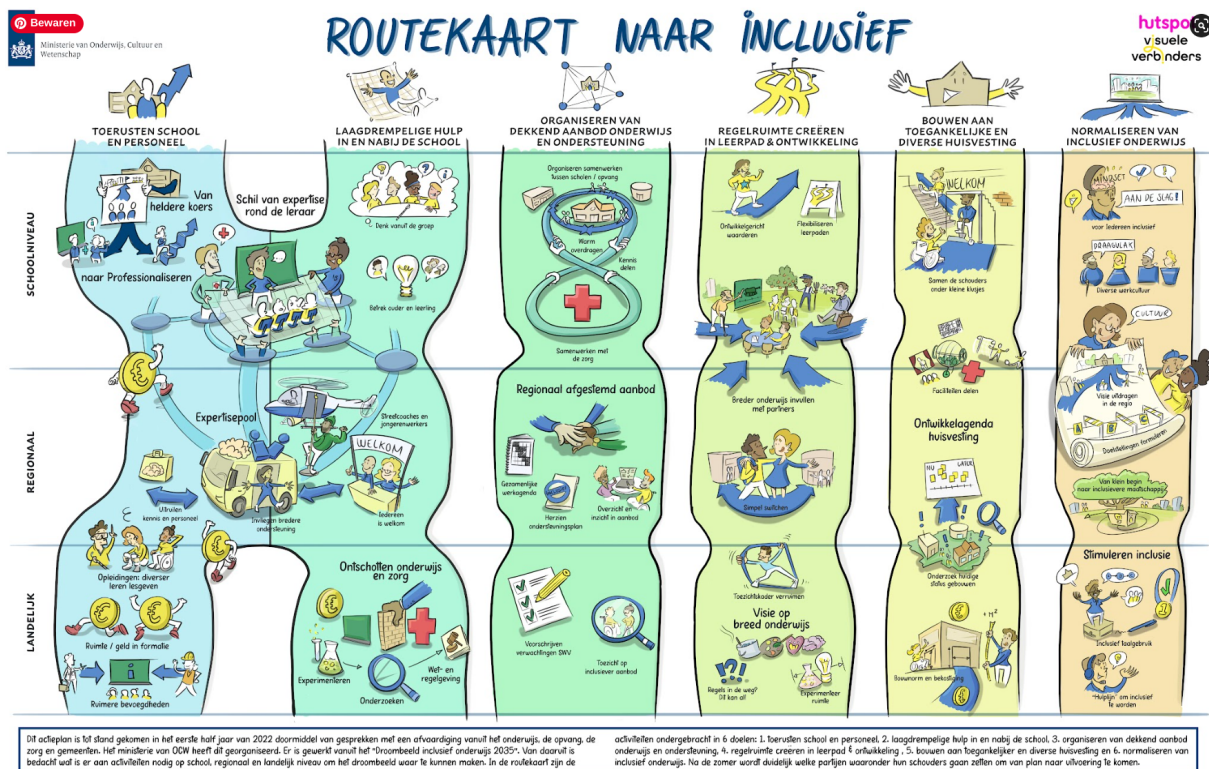 Bewaren
Ministerie van Onderwijs, Cultuur en
Wetenschap
ROUTEKAART NAAR INCLUSIEF
hutspo
visuele
verbinders
TOERUSTEN SCHOOL
EN PERSONEEL
LAAGDREMPELIGE HULP
IN EN NABIJ DE SCHOOL
ORGANISEREN VAN
DEKKEND AANBOD ONDERWIJS
EN ONDERSTEUNING
REGELRUIMTE CREËREN
IN LEERPAD & ONTWIKKELING
BOUWEN AAN
TOEGANKELIJKE EN
DIVERSE HUISVESTING
NORMALISEREN VAN
INCLUSIEF ONDERWIJS
SCHOOLNIVEAU
Van
heldere koers
naar Professionaliseren
Schil van expertise
rond de leraar
Denk vanuit de groep
Betrek ouder en leerling
Organiseren samenwerken
tussen scholen / opvang
Warm
overdragen
Kennis
delen
Samenwerken met
de zorg
Ontwikkelgericht
waarderen
Flexibiliseren
leerpaden
WELKOM
Samen de schouders
onder kleine klusjes
MINDSET
AAN DE SLAG!
voor Iedereen inclusief
DRAAGVLAK
Diverse werkcultuur
CULTUUR
REGIONAAL
Expertisepool
Streetcoaches en
jongerenwerkers
WELKOM
Uitruilen
kennis en personeel
Invliegen bredere
ondersteuning
Iedereen
is welkom
Regionaal afgestemd aanbod
Gezamonlijke
werkagenda
Herzien
ondersteuningsplan
Overzicht en
inzicht in aanbod
Breder onderwijs invullen
met partners
Simpel switchen
Faciliteiten delen
Ontwikkelagenda
huisvesting
NU
LATER
Onderzoek huidige
status gebouwen
Visie uitdragen
in de regio
A
B
C
Doelstellingen formuleren
Van klein begin
naar inclusievere maatschappij
LANDELIJK
Opleidingen: diverser
leren lesgeven
Ruimte / geld in formatie
Ruimere bevoegdheden
Ontschotten onderwijs
en zorg
Experimenteren
Onderzoeken
Wet- en
regelgeving
Voorschrijven
verwachtingen SWV
Toezicht op
inclusiever aanbod
Toezichtskader verruimen
Visie op
breed onderwijs
Regels in de weg?
Dit kan al!
Experimenteer
ruimte
+ M²
Bouwnorm en bekostiging
Stimuleren inclusie
Inclusief taalgebruik
"Hulplijn" om inclusief
te worden
Dit actieplan is tot stand gekomen in het eerste half jaar van 2022 doormiddel van gesprekken met een afvaardiging vanuit het onderwijs, de opvang, de
zorg en gemeenten. Het ministerie van OCW heeft dit georganiseerd. Er is gewerkt vanuit het "Droombeeld inclusief onderwijs 2035". Van daaruit is
bedacht wat is er aan activiteiten nodig op school, regionaal en landelijk niveau om het droombeeld waar te kunnen maken. In de routekaart zijn de
activiteiten ondergebracht in 6 doelen: 1. toerusten school en personeel, 2. laagdrempelige hulp in en nabij de school, 3. organiseren van dekkend aanbod
onderwijs en ondersteuning, 4. regelruimte creëren in leerpad & ontwikkeling , 5. bouwen aan toegankelijker en diverse huisvesting en 6. normaliseren van
inclusief onderwijs. Na de zomer wordt duidelijk welke partijen waaronder hun schouders gaan zetten om van plan naar uitvoering te komen.